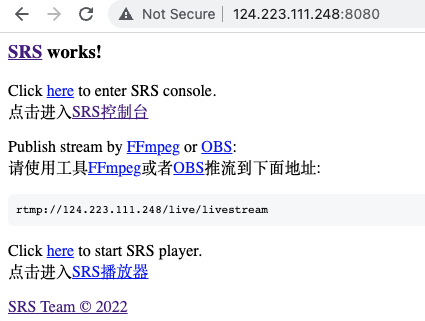 Not Secure | 124.223.111.248:8080
SRS works!
Click here to enter SRS console.
点击进入SRS控制台
Publish stream by FFmpeg or OBS:
请使用工具FFmpeg或者OBS推流到下面地址:
rtmp://124.223.111.248/live/livestream
Click here to start SRS player.
点击进入SRS播放器
SRS Team © 2022